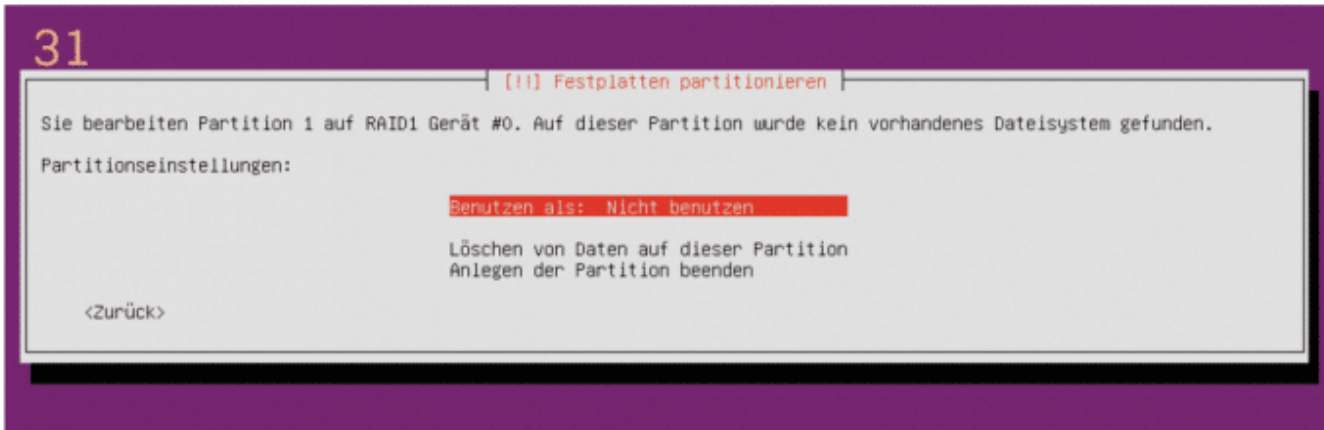 31
[!!] Festplatten partitionieren
Sie bearbeiten Partition 1 auf RAID1 Gerät #0. Auf dieser Partition wurde kein vorhandenes Dateisystem gefunden.
Partitionseinstellungen:
Benutzen als: Nicht benutzen
Löschen von Daten auf dieser Partition
Anlegen der Partition beenden
<Zurück>